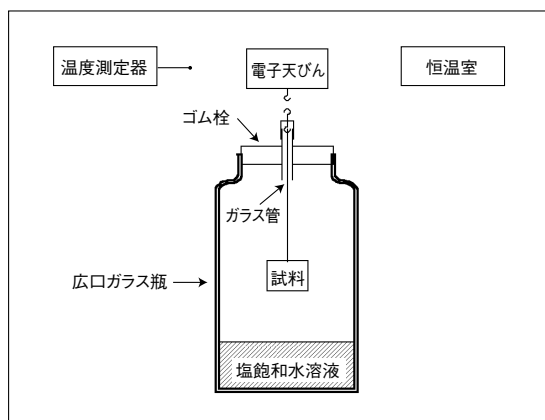 温度測定器
電子天びん
恒温室
ゴム栓
ガラス管
広口ガラス瓶
試料
塩飽和水溶液